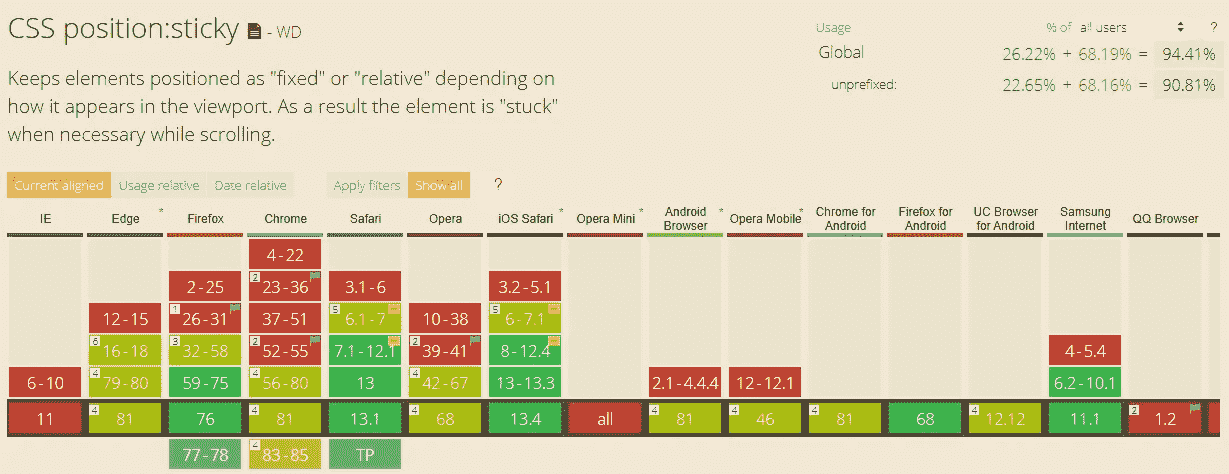 CSS position:sticky - WD
Usage % of all users ?
Global 26.22% + 68.19% = 94.41%
unprefixed: 22.65% + 68.16% = 90.81%
Keeps elements positioned as "fixed" or "relative" depending on
how it appears in the viewport. As a result the element is "stuck"
when necessary while scrolling.
Current aligned Usage relative Date relative Apply filters Show all ?
IE Edge * Firefox Chrome Safari Opera iOS Safari * Opera Mini * Android Browser * Opera Mobile * Chrome for Android Firefox for Android UC Browser for Android Samsung Internet QQ Browser
4-22
2-25 2 23-36 3.1-6 3.2-5.1
12-15 1 26-31 37-51 5 6.1-7 10-38 5 6-7.1
6 16-18 3 32-58 2 52-55 7.1-12.1 2 39-41 8-12.4 4-5.4
6-10 4 79-80 59-75 4 56-80 13 4 42-67 13-13.3 2.1-4.4.4 12-12.1 6.2-10.1
11 4 81 76 4 81 13.1 4 68 13.4 all 4 81 4 46 4 81 68 4 12.12 11.1 2 1.2
77-78 4 83-85 TP